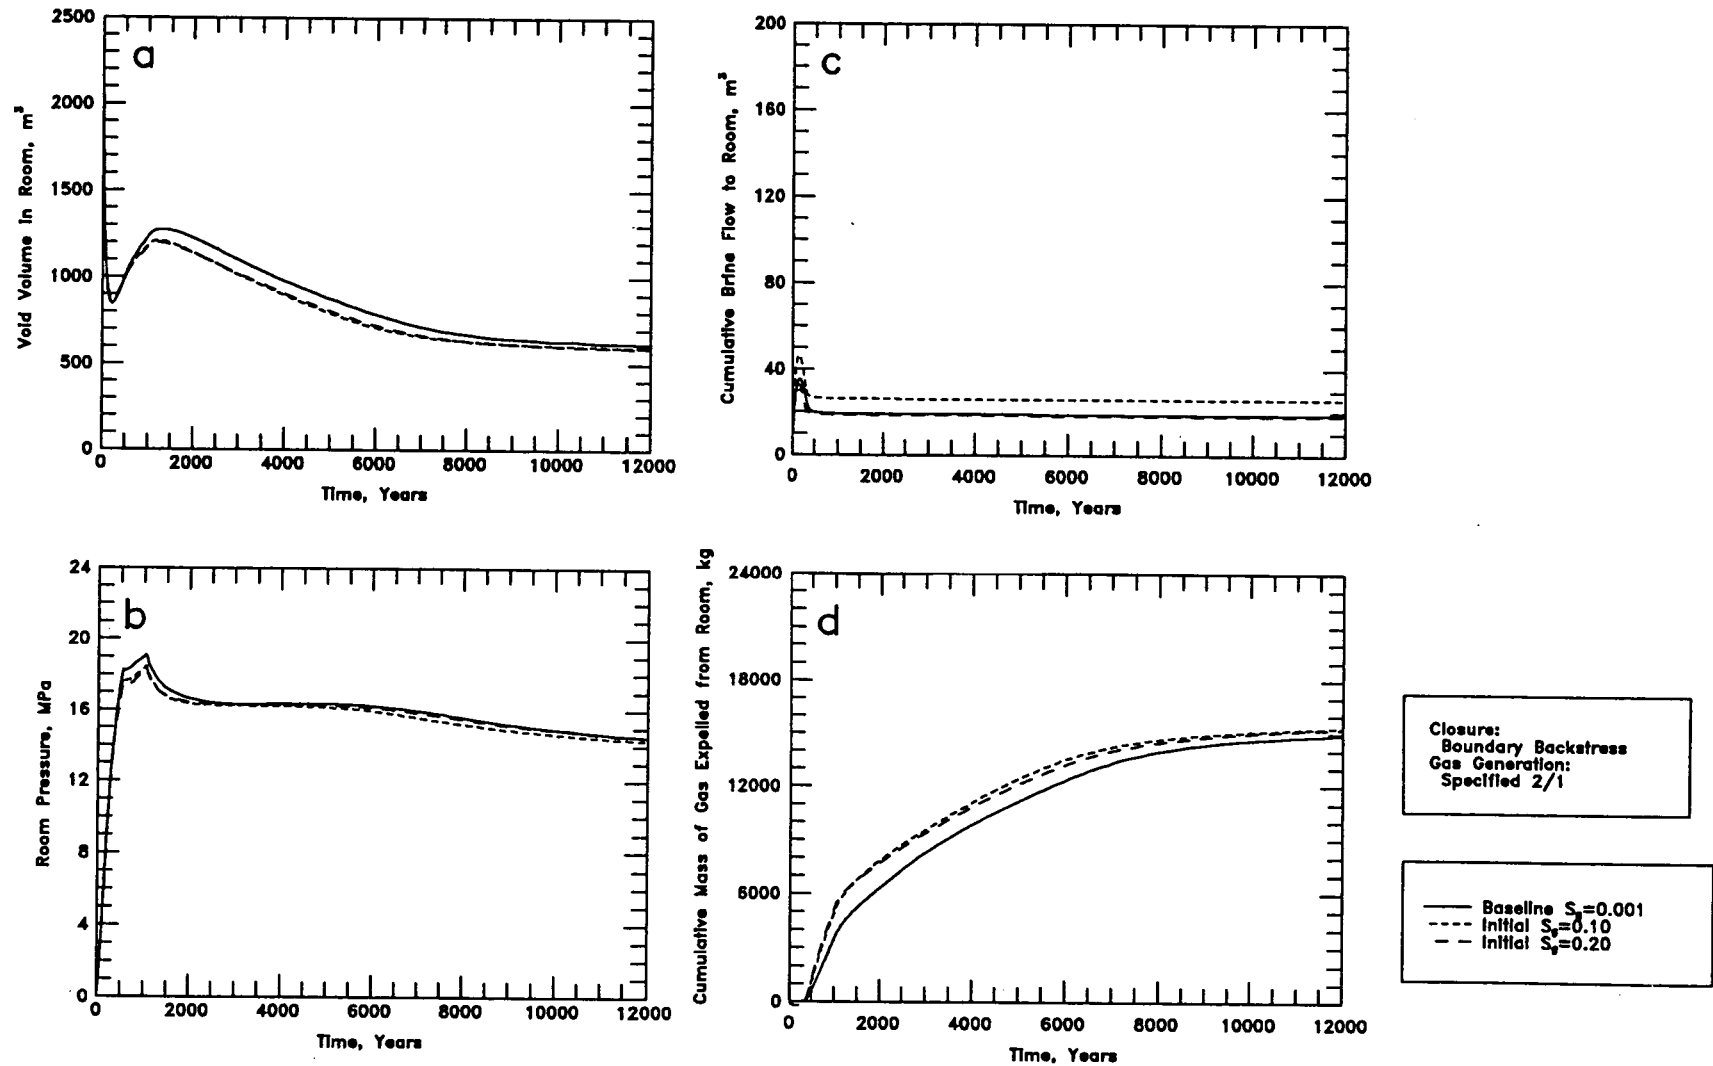 a
Void Volume in Room, m³
2500
2000
1500
1000
500
0
0 2000 4000 6000 8000 10000 12000
Time, Years
c
Cumulative Brine Flow to Room, m³
200
160
120
80
40
0
0 2000 4000 6000 8000 10000 12000
Time, Years
b
Room Pressure, MPa
24
20
16
12
8
4
0
0 2000 4000 6000 8000 10000 12000
Time, Years
d
Cumulative Mass of Gas Expelled from Room, kg
24000
18000
12000
6000
0
0 2000 4000 6000 8000 10000 12000
Time, Years
Closure:
Boundary Backstress
Gas Generation:
Specified 2/1
Baseline Sg=0.001
Initial Sg=0.10
Initial Sg=0.20